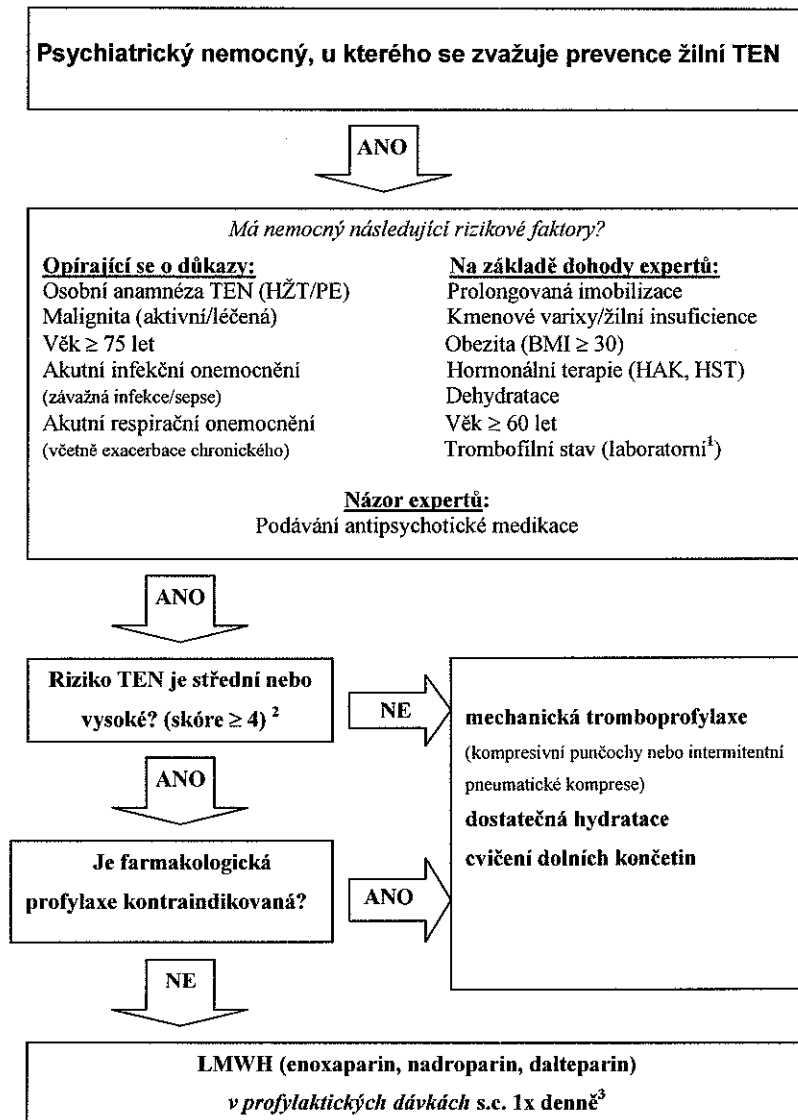 Psychiatrický nemocný, u kterého se zvažuje prevence žilní TEN
ANO
Má nemocný následující rizikové faktory?
Opírající se o důkazy:
Osobní anamnéza TEN (HŽT/PE)
Malignita (aktivní/léčená)
Věk ≥ 75 let
Akutní infekční onemocnění
(závažná infekce/sepse)
Akutní respirační onemocnění
(včetně exacerbace chronického)
Na základě dohody expertů:
Prolongovaná imobilizace
Kmenové varixy/žilní insuficience
Obezita (BMI ≥ 30)
Hormonální terapie (HAK, HST)
Dehydratace
Věk ≥ 60 let
Trombofilní stav (laboratorní¹)
Názor expertů:
Podávání antipsychotické medikace
ANO
Riziko TEN je střední nebo
vysoké? (skóre ≥ 4) ²
NE
mechanická tromboprofylaxe
(kompresivní punčochy nebo intermitentní
pneumatické komprese)
dostatečná hydratace
cvičení dolních končetin
ANO
Je farmakologická
profylaxe kontraindikovaná?
ANO
NE
LMWH (enoxaparin, nadroparin, dalteparin)
v profylaktických dávkách s.c. 1x denně³